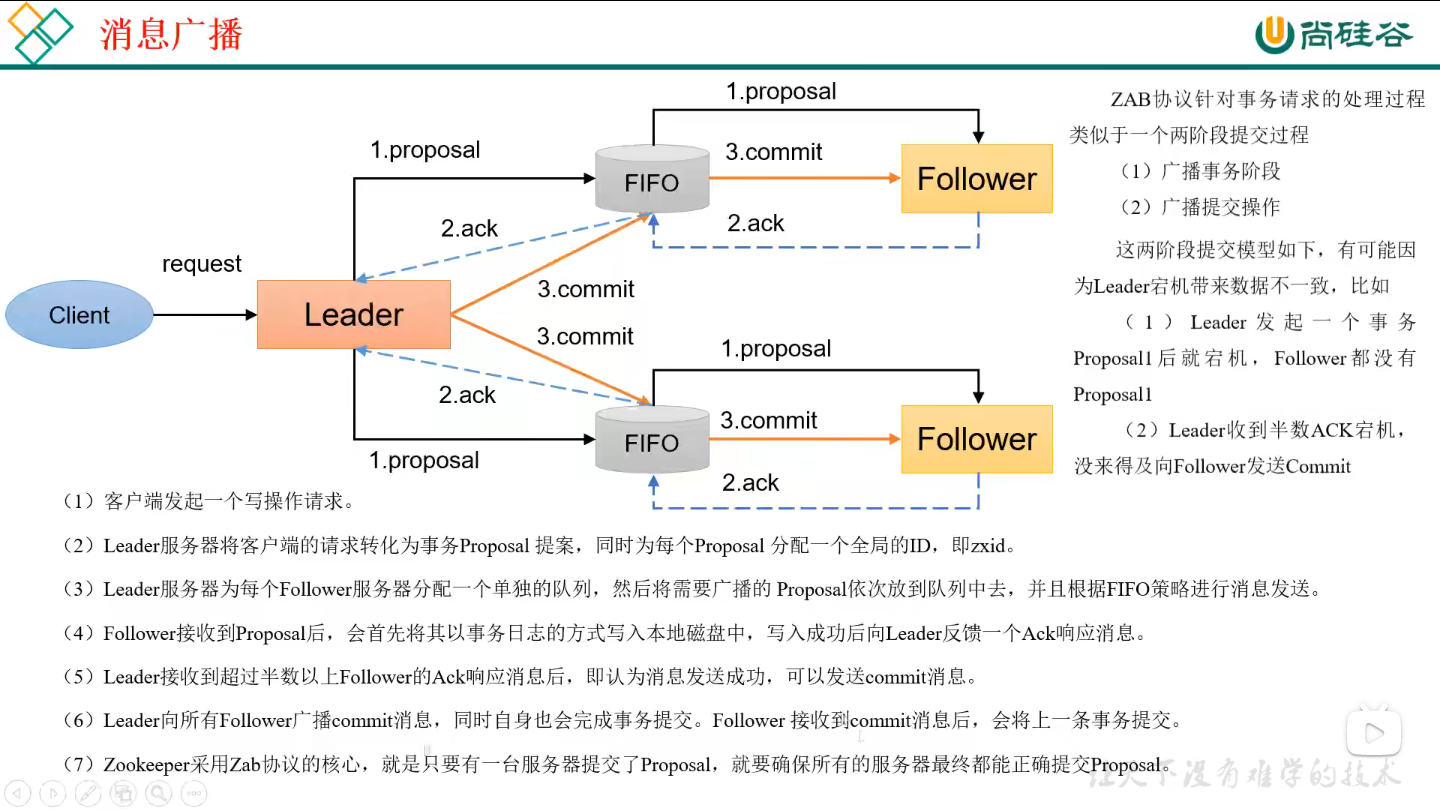 消息广播
尚硅谷
1.proposal
1.proposal
FIFO
3.commit
Follower
2.ack
2.ack
request
Client
Leader
3.commit
3.commit
1.proposal
2.ack
FIFO
3.commit
Follower
1.proposal
2.ack
ZAB协议针对事务请求的处理过程
类似于一个两阶段提交过程
（1）广播事务阶段
（2）广播提交操作
这两阶段提交模型如下，有可能因
为Leader宕机带来数据不一致，比如
（1）Leader发起一个事务
Proposal1后就宕机，Follower都没有
Proposal1
（2）Leader收到半数ACK宕机，
没来得及向Follower发送Commit
（1）客户端发起一个写操作请求。
（2）Leader服务器将客户端的请求转化为事务Proposal 提案，同时为每个Proposal 分配一个全局的ID，即zxid。
（3）Leader服务器为每个Follower服务器分配一个单独的队列，然后将需要广播的 Proposal依次放到队列中去，并且根据FIFO策略进行消息发送。
（4）Follower接收到Proposal后，会首先将其以事务日志的方式写入本地磁盘中，写入成功后向Leader反馈一个Ack响应消息。
（5）Leader接收到超过半数以上Follower的Ack响应消息后，即认为消息发送成功，可以发送commit消息。
（6）Leader向所有Follower广播commit消息，同时自身也会完成事务提交。Follower 接收到commit消息后，会将上一条事务提交。
（7）Zookeeper采用Zab协议的核心，就是只要有一台服务器提交了Proposal，就要确保所有的服务器最终都能正确提交Proposal。
让天下没有难学的技术